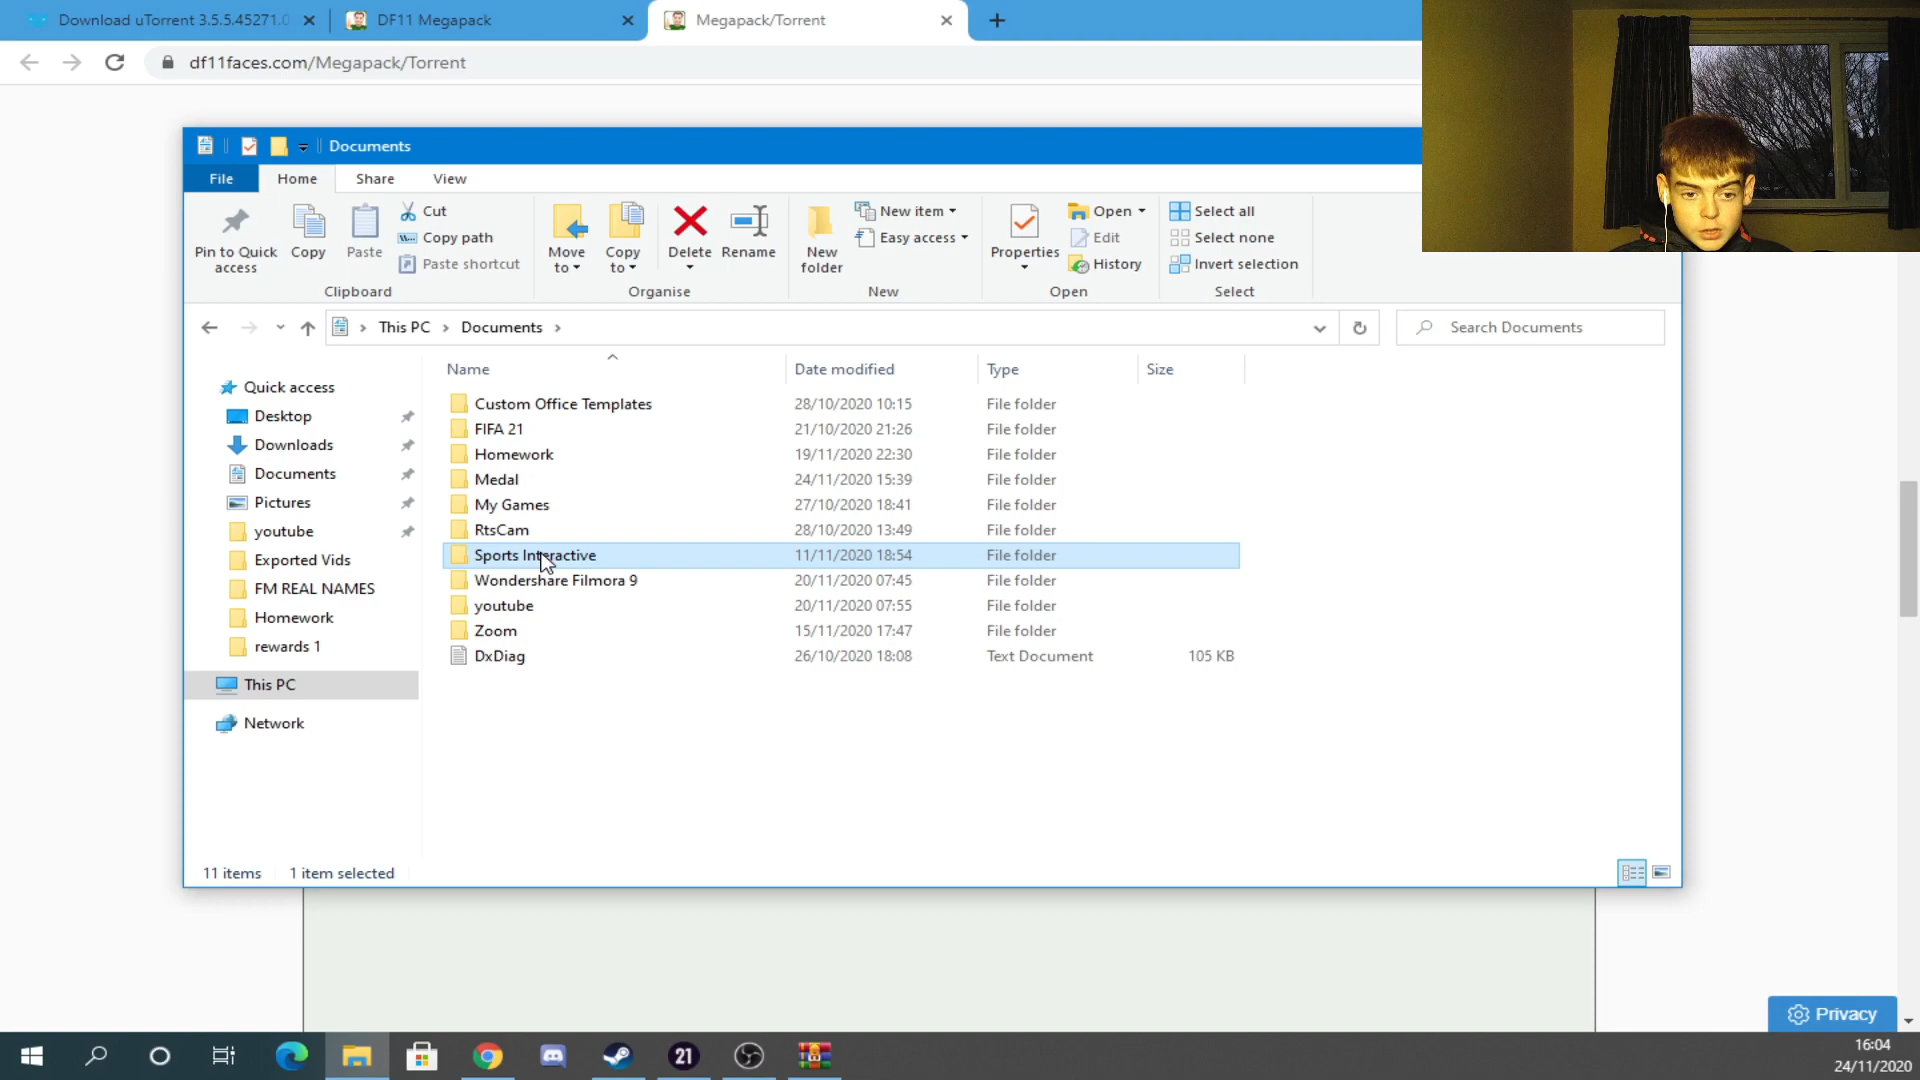 Download uTorrent 3.5.5.45271.0
DF11 Megapack
Megapack/Torrent
df11faces.com/Megapack/Torrent
Documents
File
Home
Share
View
Pin to Quick access
Copy
Paste
Cut
Copy path
Paste shortcut
Clipboard
Move to
Copy to
Delete
Rename
Organise
New folder
New item
Easy access
New
Properties
Open
Edit
History
Open
Select all
Select none
Invert selection
Select
This PC
Documents
Search Documents
Name
Date modified
Type
Size
Quick access
Desktop
Downloads
Documents
Pictures
youtube
Exported Vids
FM REAL NAMES
Homework
rewards 1
This PC
Network
Custom Office Templates 28/10/2020 10:15 File folder
FIFA 21 21/10/2020 21:26 File folder
Homework 19/11/2020 22:30 File folder
Medal 24/11/2020 15:39 File folder
My Games 27/10/2020 18:41 File folder
RtsCam 28/10/2020 13:49 File folder
Sports Interactive 11/11/2020 18:54 File folder
Wondershare Filmora 9 20/11/2020 07:45 File folder
youtube 20/11/2020 07:55 File folder
Zoom 15/11/2020 17:47 File folder
DxDiag 26/10/2020 18:08 Text Document 105 KB
11 items
1 item selected
Privacy
21
16:04
24/11/2020